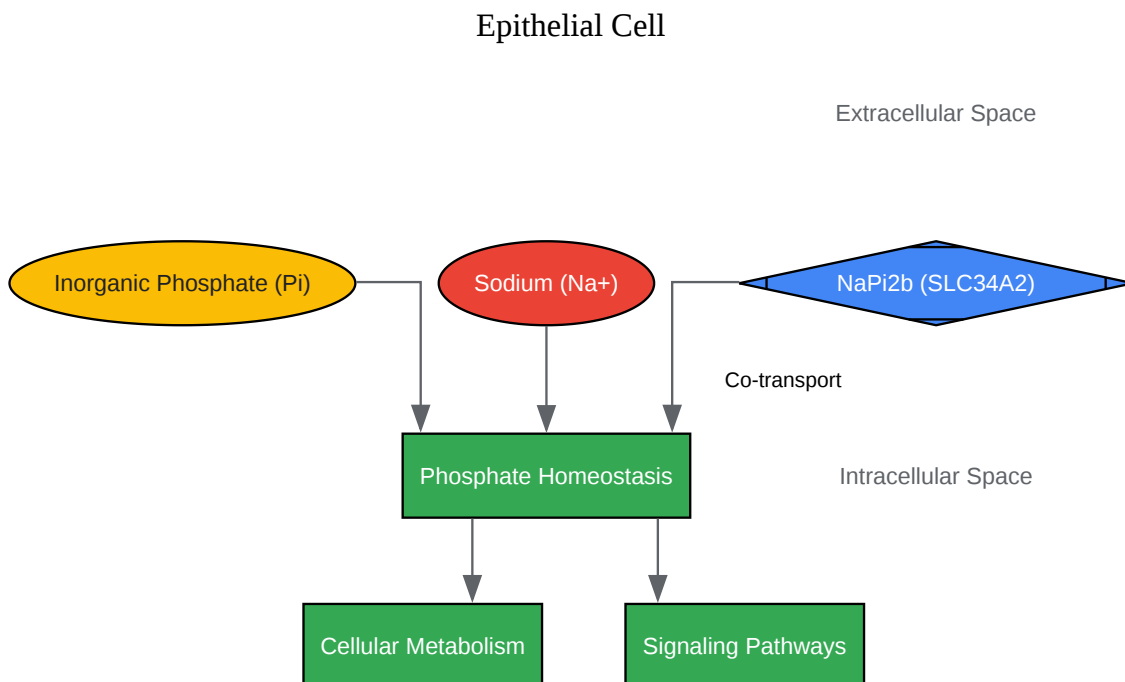 Epithelial Cell
Extracellular Space
Inorganic Phosphate (Pi)
Sodium (Na+)
NaPi2b (SLC34A2)
Co-transport
Phosphate Homeostasis
Intracellular Space
Cellular Metabolism
Signaling Pathways